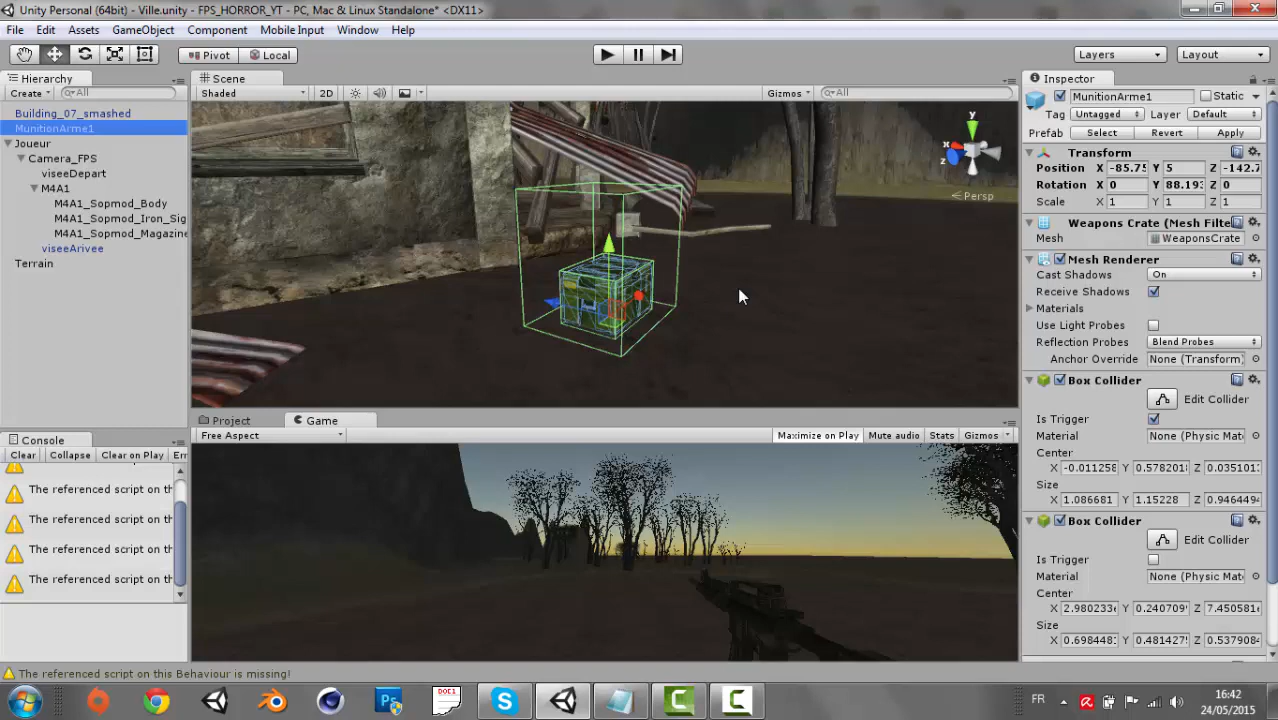 Unity Personal (64bit) - Ville.unity - FPS_HORROR_YT - PC, Mac & Linux Standalone* <DX11>
File Edit Assets GameObject Component Mobile Input Window Help
Pivot Local Layers Layout
Hierarchy
Create All
Building_07_smashed
MunitionArme1
Joueur
Camera_FPS
viseeDepart
M4A1
M4A1_Sopmod_Body
M4A1_Sopmod_Iron_Sig
M4A1_Sopmod_Magazine
viseeArivee
Terrain
Scene
Shaded 2D Gizmos All
y
x
z
Persp
Project Game
Free Aspect Maximize on Play Mute audio Stats Gizmos
Console
Clear Collapse Clear on Play Er
The referenced script on th
The referenced script on th
The referenced script on th
The referenced script on th
The referenced script on this Behaviour is missing!
Inspector
MunitionArme1 Static
Tag Untagged Layer Default
Prefab Select Revert Apply
Transform
Position X -85.75 Y 5 Z -142.7
Rotation X 0 Y 88.193 Z 0
Scale X 1 Y 1 Z 1
Weapons Crate (Mesh Filte
Mesh WeaponsCrate
Mesh Renderer
Cast Shadows On
Receive Shadows
Materials
Use Light Probes
Reflection Probes Blend Probes
Anchor Override None (Transform)
Box Collider
Edit Collider
Is Trigger
Material None (Physic Mat
Center
X -0.011258 Y 0.578201 Z 0.035101
Size
X 1.086681 Y 1.15228 Z 0.946449
Box Collider
Edit Collider
Is Trigger
Material None (Physic Mat
Center
X 2.980233 Y 0.240709 Z 7.450581
Size
X 0.698448 Y 0.481427 Z 0.537908
DOC1
FR
16:42
24/05/2015